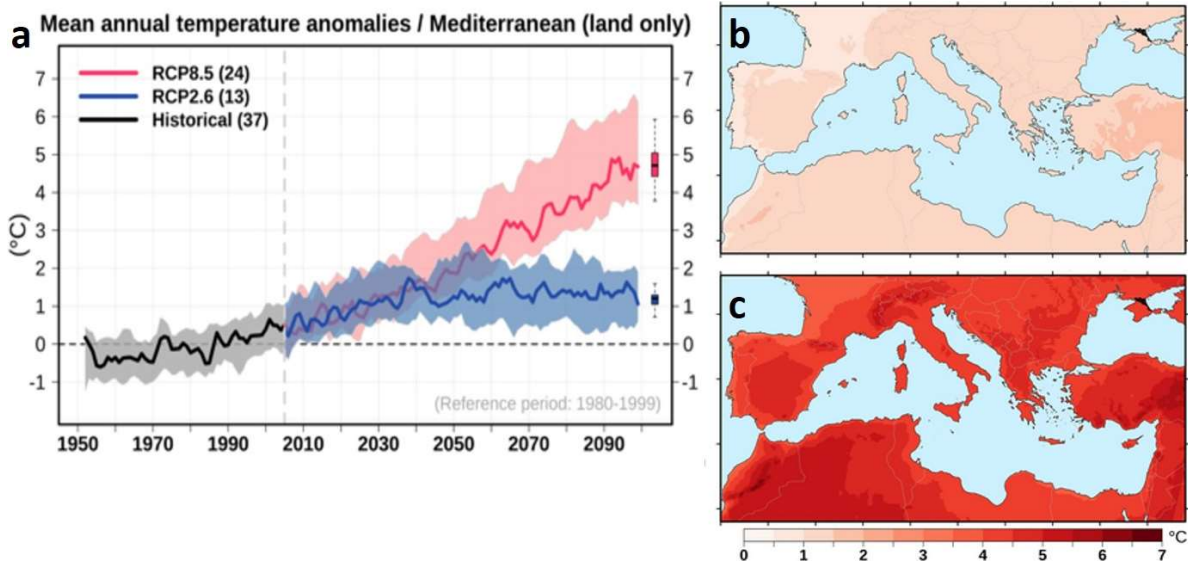 a
Mean annual temperature anomalies / Mediterranean (land only)
RCP8.5 (24)
RCP2.6 (13)
Historical (37)
(°C)
7 7
6 6
5 5
4 4
3 3
2 2
1 1
0 0
-1 -1
(Reference period: 1980-1999)
1950 1970 1990 2010 2030 2050 2070 2090
b
c
0 1 2 3 4 5 6 7 °C